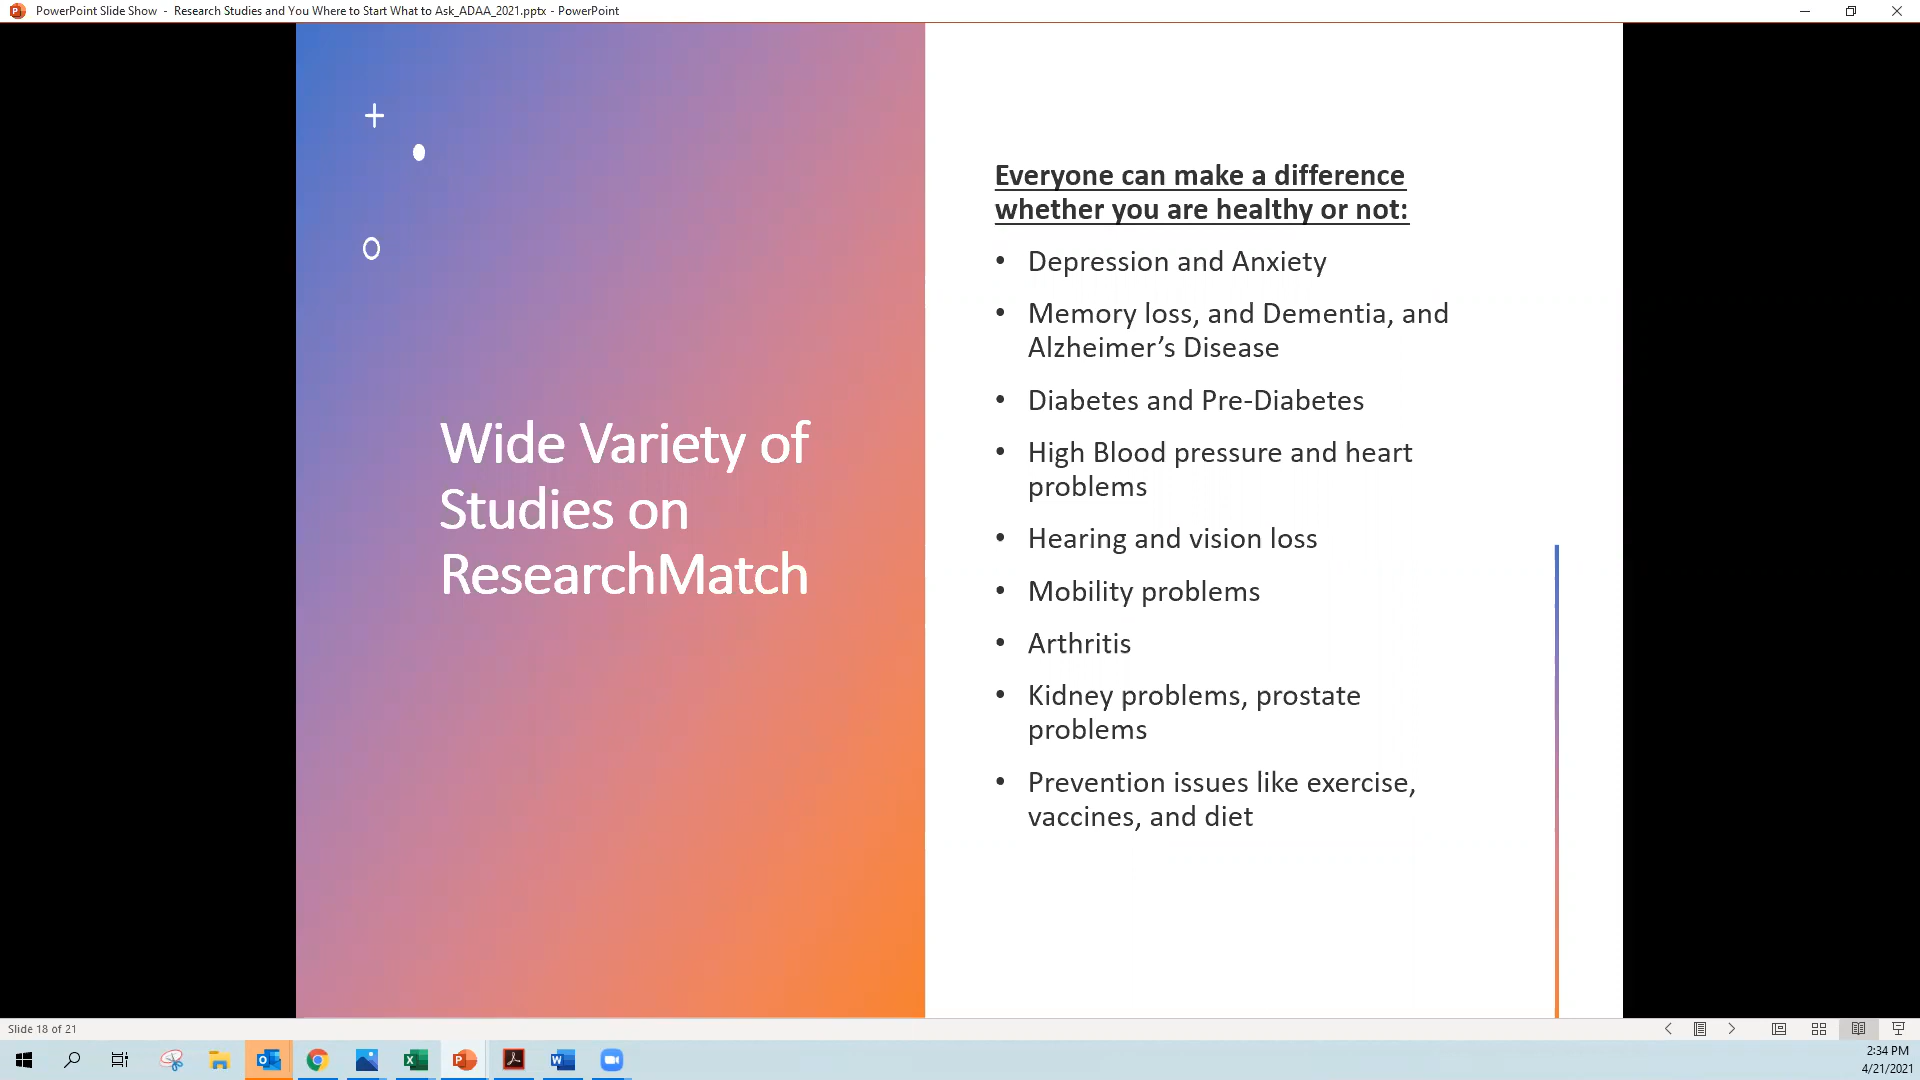 PowerPoint Slide Show - Research Studies and You Where to Start What to Ask_ADAA_2021.pptx - PowerPoint
Wide Variety of
Studies on
ResearchMatch
Everyone can make a difference
whether you are healthy or not:
• Depression and Anxiety
• Memory loss, and Dementia, and
Alzheimer’s Disease
• Diabetes and Pre-Diabetes
• High Blood pressure and heart
problems
• Hearing and vision loss
• Mobility problems
• Arthritis
• Kidney problems, prostate
problems
• Prevention issues like exercise,
vaccines, and diet
Slide 18 of 21
2:34 PM
4/21/2021